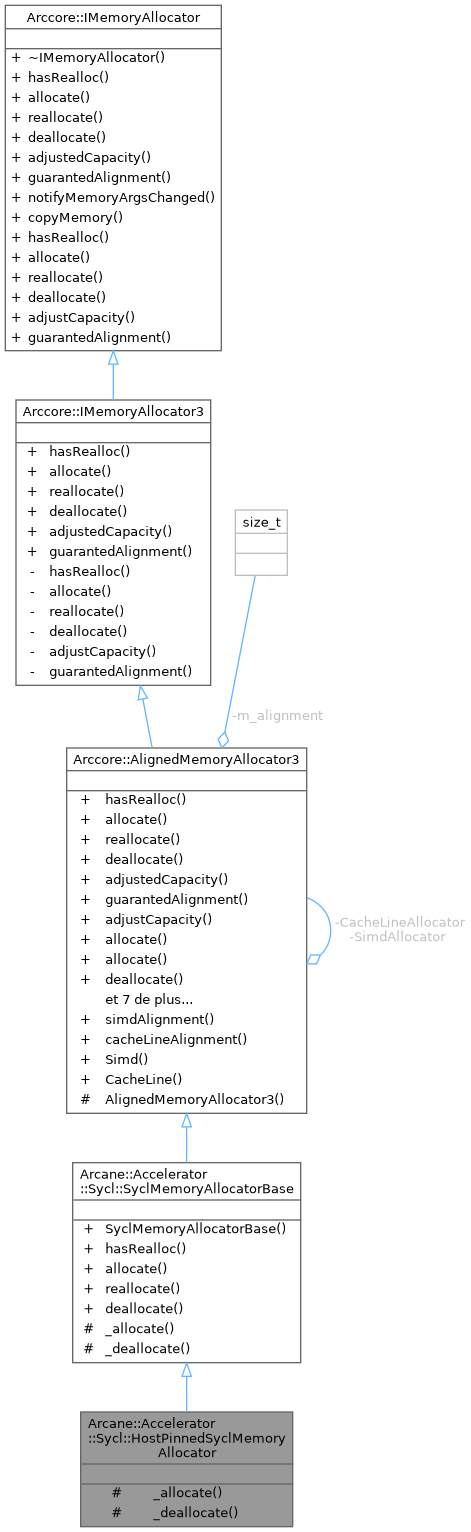 Arccore::IMemoryAllocator
+ ~IMemoryAllocator()
+ hasRealloc()
+ allocate()
+ reallocate()
+ deallocate()
+ adjustedCapacity()
+ guarantedAlignment()
+ notifyMemoryArgsChanged()
+ copyMemory()
+ hasRealloc()
+ allocate()
+ reallocate()
+ deallocate()
+ adjustCapacity()
+ guarantedAlignment()
Arccore::IMemoryAllocator3
+ hasRealloc()
+ allocate()
+ reallocate()
+ deallocate()
+ adjustedCapacity()
+ guarantedAlignment()
- hasRealloc()
- allocate()
- reallocate()
- deallocate()
- adjustCapacity()
- guarantedAlignment()
size_t
-m_alignment
Arccore::AlignedMemoryAllocator3
+ hasRealloc()
+ allocate()
+ reallocate()
+ deallocate()
+ adjustedCapacity()
+ guarantedAlignment()
+ adjustCapacity()
+ allocate()
+ allocate()
+ deallocate()
et 7 de plus...
+ simdAlignment()
+ cacheLineAlignment()
+ Simd()
+ CacheLine()
# AlignedMemoryAllocator3()
-CacheLineAllocator
-SimdAllocator
Arcane::Accelerator
::Sycl::SyclMemoryAllocatorBase
+ SyclMemoryAllocatorBase()
+ hasRealloc()
+ allocate()
+ reallocate()
+ deallocate()
# _allocate()
# _deallocate()
Arcane::Accelerator
::Sycl::HostPinnedSyclMemory
Allocator
# _allocate()
# _deallocate()